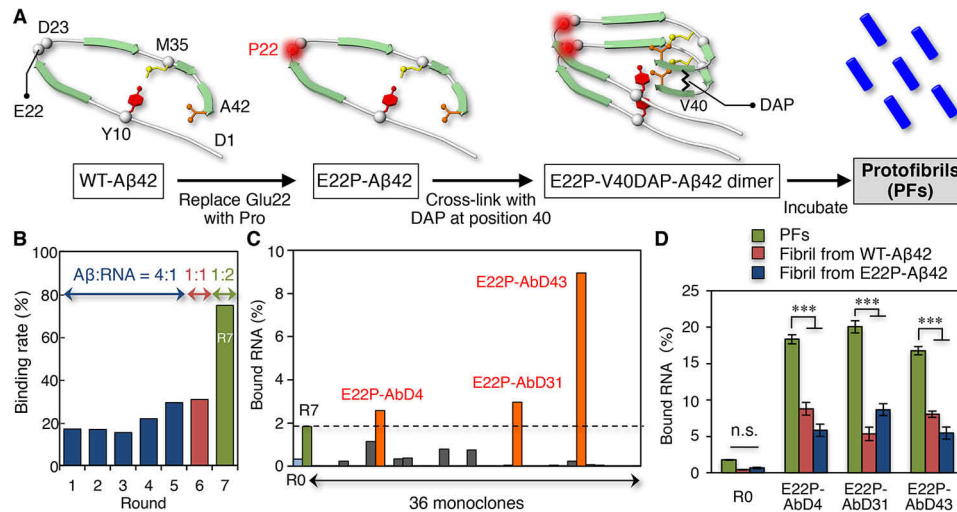 A
D23
M35
E22
Y10
A42
D1
P22
V40
DAP
WT-Aβ42
Replace Glu22
with Pro
E22P-Aβ42
Cross-link with
DAP at position 40
E22P-V40DAP-Aβ42 dimer
Incubate
Protofibrils
(PFs)
B
Binding rate (%)
100
80
60
40
20
0
Aβ:RNA = 4:1 1:1 1:2
R7
1 2 3 4 5 6 7
Round
C
Bound RNA (%)
10
8
6
4
2
0
E22P-AbD43
E22P-AbD31
E22P-AbD4
R7
R0
36 monoclones
D
PFs
Fibril from WT-Aβ42
Fibril from E22P-Aβ42
Bound RNA (%)
25
20
15
10
5
0
*** *** ***
n.s.
R0
E22P-
AbD4
E22P-
AbD31
E22P-
AbD43